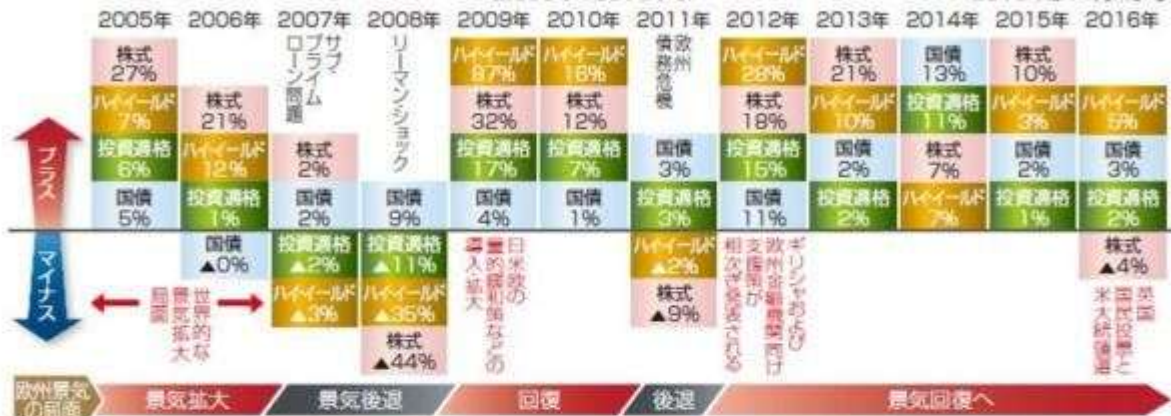 2005年 2006年 2007年 2008年 2009年 2010年 2011年 2012年 2013年 2014年 2015年 2016年
プラス
マイナス
株式
27%
ハイイールド
7%
投資適格
6%
国債
5%
株式
21%
ハイイールド
12%
投資適格
1%
国債
▲0%
サブ・
プライム
ローン問題
株式
2%
国債
2%
投資適格
▲2%
ハイイールド
▲3%
リーマンショック
国債
9%
投資適格
▲11%
ハイイールド
▲35%
株式
▲44%
ハイイールド
87%
株式
32%
投資適格
17%
国債
4%
日米欧の
量的緩和策などの
導入拡大
ハイイールド
16%
株式
12%
投資適格
7%
国債
1%
欧州
債務危機
国債
3%
投資適格
3%
ハイイールド
▲2%
株式
▲9%
ハイイールド
28%
株式
18%
投資適格
15%
国債
11%
ギリシャおよび
欧州金融機関向け
支援策が
相次ぎ発表される
株式
21%
ハイイールド
10%
国債
2%
投資適格
2%
国債
13%
投資適格
11%
株式
7%
ハイイールド
7%
株式
10%
ハイイールド
3%
国債
2%
投資適格
1%
ハイイールド
5%
国債
3%
投資適格
2%
株式
▲4%
英国
国民投票と
米大統領選
世界的な
景気拡大
局面
欧州景気
の局面
景気拡大
景気後退
回復
後退
景気回復へ